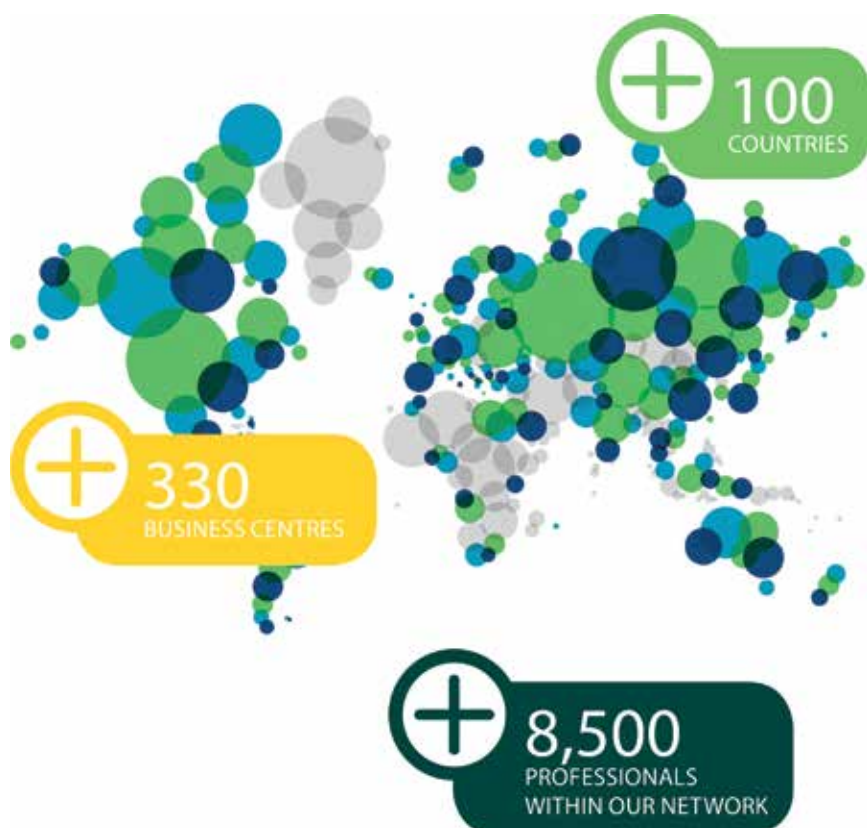 100
COUNTRIES
330
BUSINESS CENTRES
8,500
PROFESSIONALS
WITHIN OUR NETWORK